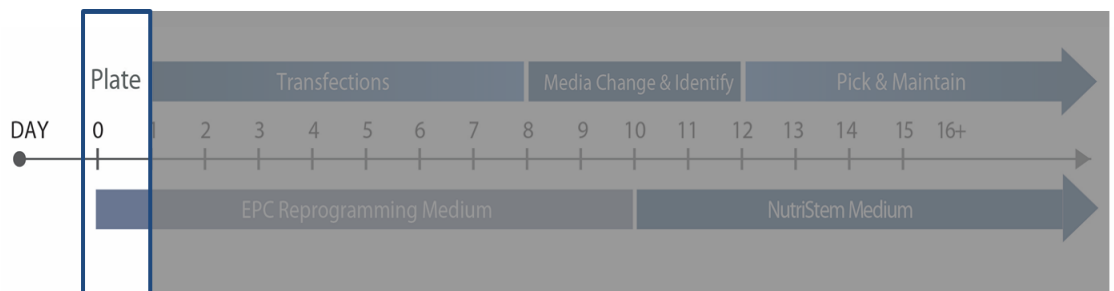 Plate Transfections Media Change & Identify Pick & Maintain
DAY 0 1 2 3 4 5 6 7 8 9 10 11 12 13 14 15 16+
EPC Reprogramming Medium NutriStem Medium